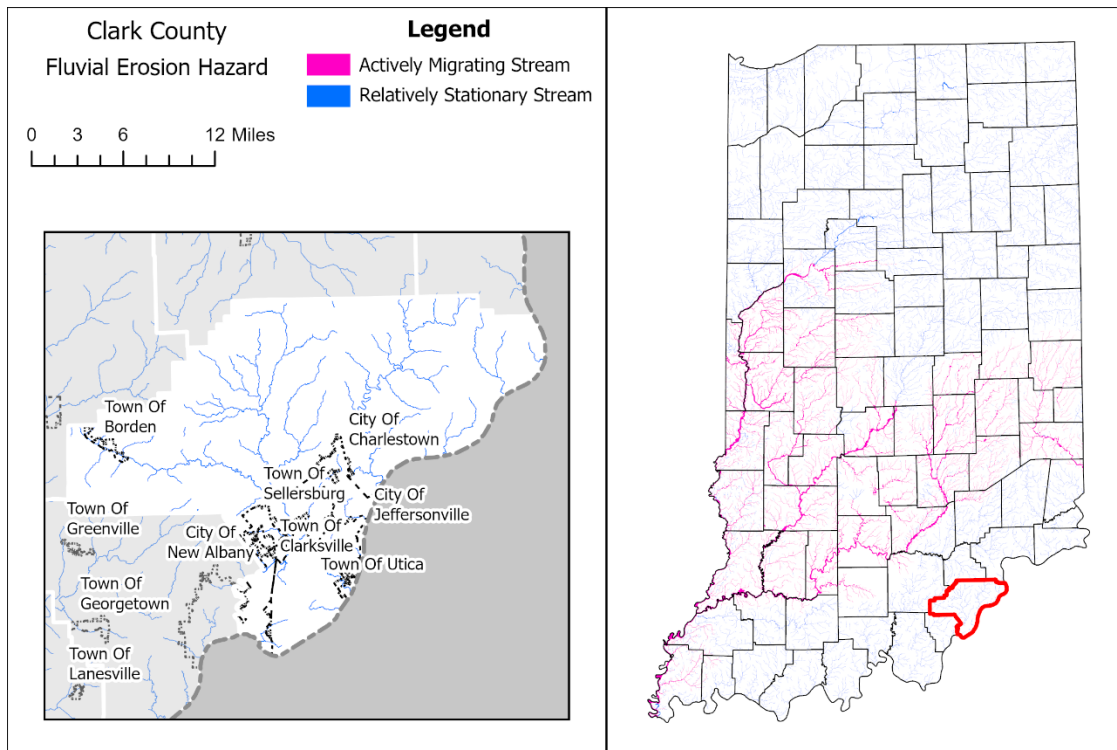 Clark County
Fluvial Erosion Hazard
Legend
Actively Migrating Stream
Relatively Stationary Stream
0 3 6 12 Miles
Town Of
Borden
City Of
Charlestown
Town Of
Sellersburg
City Of
Jeffersonville
Town Of
Greenville
City Of
New Albany
Town Of
Clarksville
Town Of Utica
Town Of
Georgetown
Town Of
Lanesville